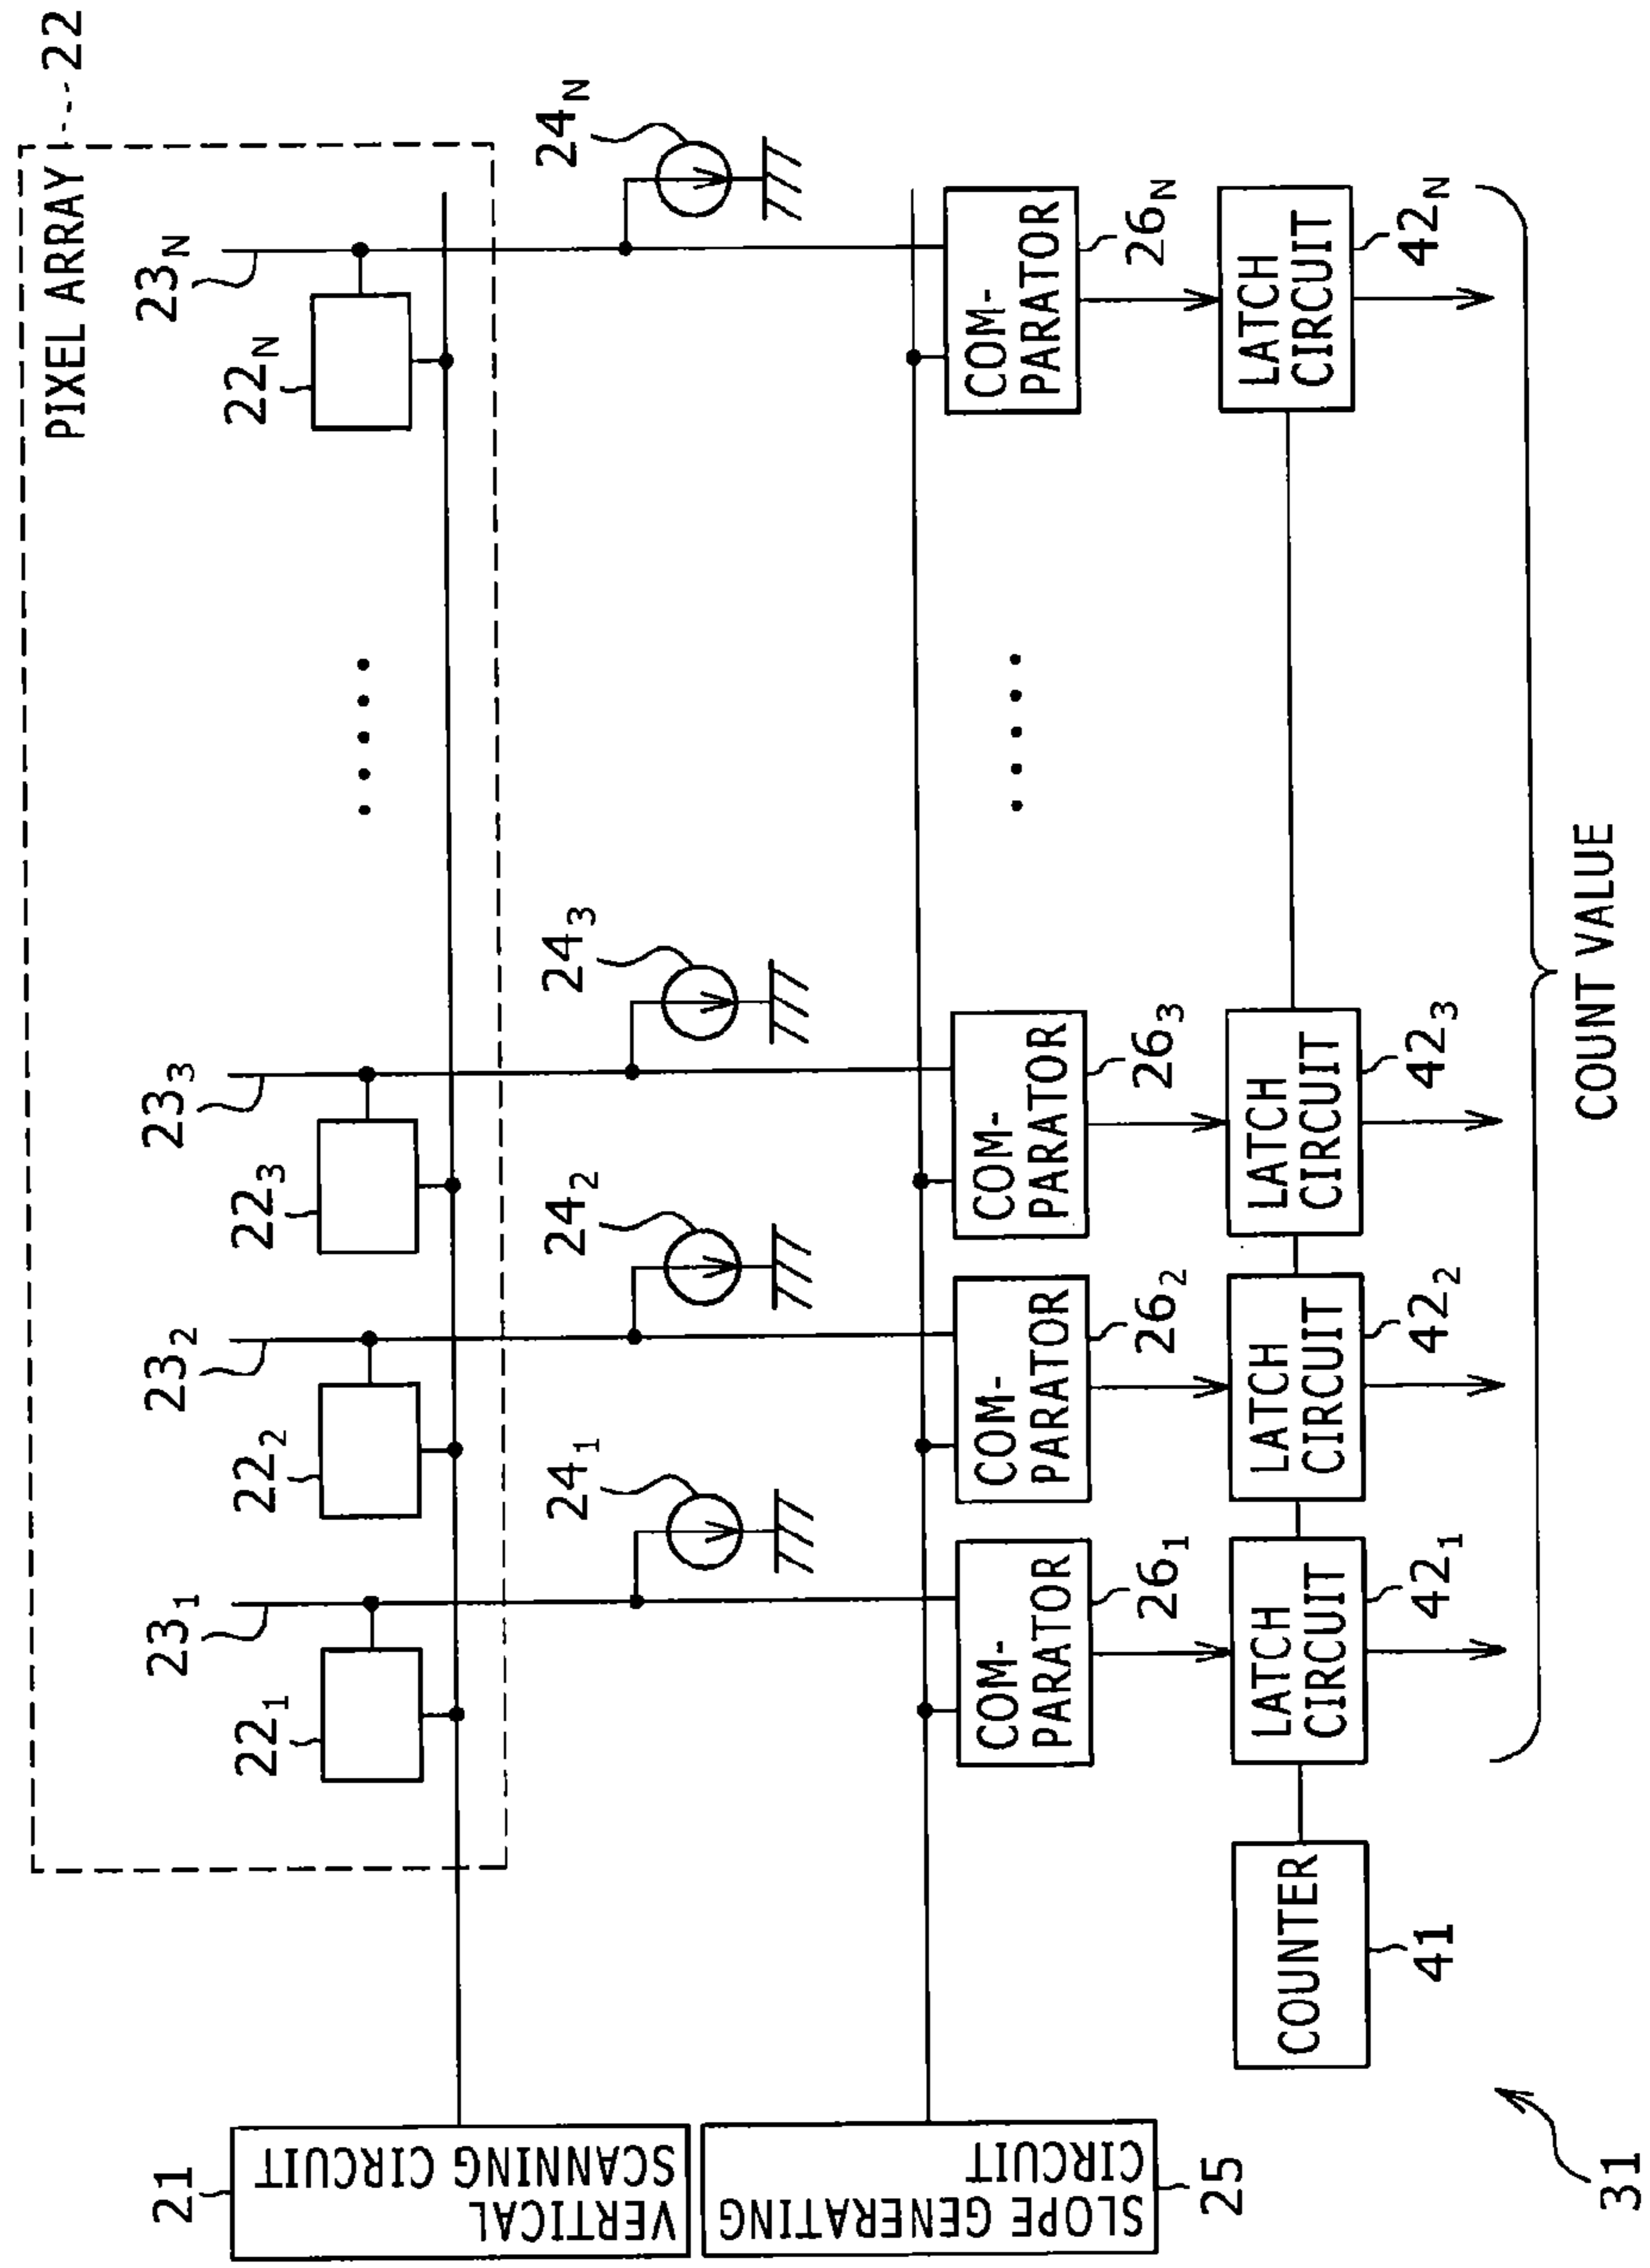 PIXEL ARRAY
22
23₁
23₂
23₃
23N
22₁
22₂
22₃
22N
24₁
24₂
24₃
24N
21
VERTICAL
SCANNING CIRCUIT
SLOPE GENERATING
CIRCUIT
25
COM-
PARATOR
26₁
COM-
PARATOR
26₂
COM-
PARATOR
26₃
COM-
PARATOR
26N
COUNTER
41
LATCH
CIRCUIT
42₁
LATCH
CIRCUIT
42₂
LATCH
CIRCUIT
42₃
LATCH
CIRCUIT
42N
COUNT VALUE
31